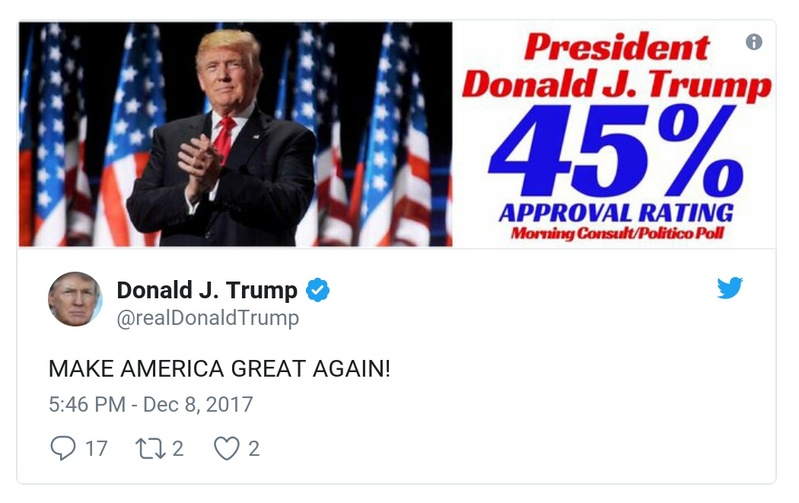 President
Donald J. Trump
45%
APPROVAL RATING
Morning Consult/Politico Poll
Donald J. Trump
@realDonaldTrump
MAKE AMERICA GREAT AGAIN!
5:46 PM - Dec 8, 2017
17 2 2